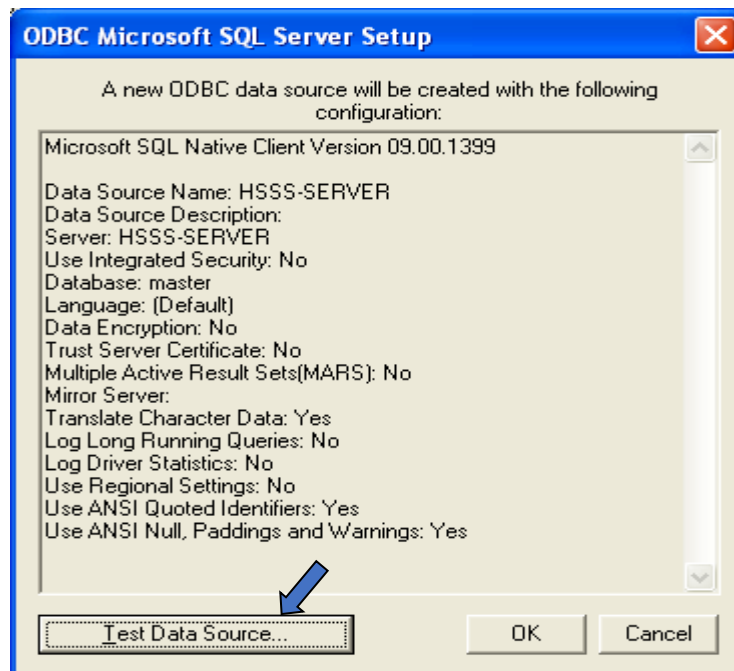 ODBC Microsoft SQL Server Setup
A new ODBC data source will be created with the following
configuration:
Microsoft SQL Native Client Version 09.00.1399
Data Source Name: HSSS-SERVER
Data Source Description:
Server: HSSS-SERVER
Use Integrated Security: No
Database: master
Language: (Default)
Data Encryption: No
Trust Server Certificate: No
Multiple Active Result Sets(MARS): No
Mirror Server:
Translate Character Data: Yes
Log Long Running Queries: No
Log Driver Statistics: No
Use Regional Settings: No
Use ANSI Quoted Identifiers: Yes
Use ANSI Null, Paddings and Warnings: Yes
Test Data Source... OK Cancel